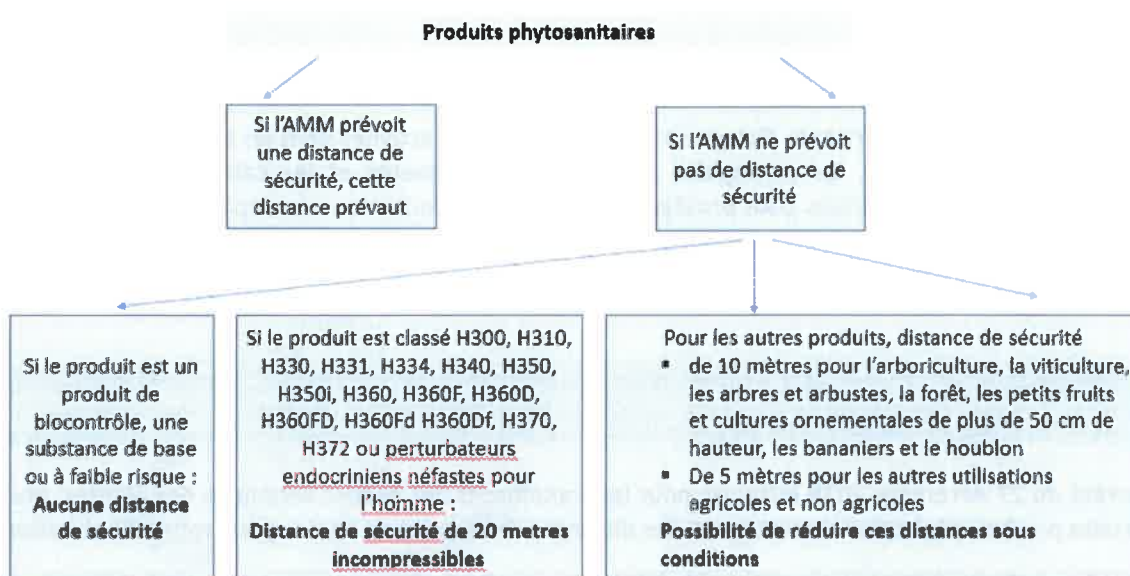 Produits phytosanitaires
Si l'AMM prévoit
une distance de
sécurité, cette
distance prévaut
Si l'AMM ne prévoit
pas de distance de
sécurité
Si le produit est un
produit de
biocontrôle, une
substance de base
ou à faible risque :
Aucune distance
de sécurité
Si le produit est classé H300, H310,
H330, H331, H334, H340, H350,
H350i, H360, H360F, H360D,
H360FD, H360Fd H360Df, H370,
H372 ou perturbateurs
endocriniens néfastes pour
l'homme :
Distance de sécurité de 20 metres
incompressibles
Pour les autres produits, distance de sécurité
▪ de 10 mètres pour l'arboriculture, la viticulture,
les arbres et arbustes, la forêt, les petits fruits
et cultures ornementales de plus de 50 cm de
hauteur, les bananiers et le houblon
▪ De 5 mètres pour les autres utilisations
agricoles et non agricoles
Possibilité de réduire ces distances sous
conditions